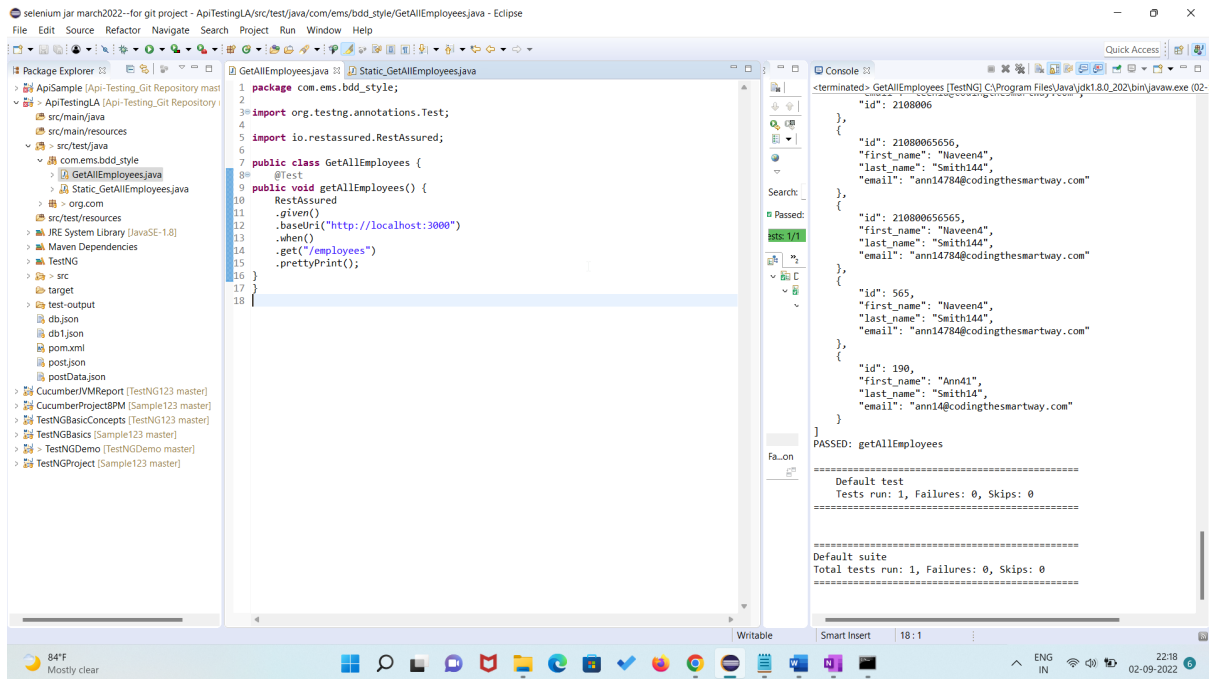 selenium jar march2022--for git project - ApiTestingLA/src/test/java/com/ems/bdd_style/GetAllEmployees.java - Eclipse
File Edit Source Refactor Navigate Search Project Run Window Help
Quick Access
Package Explorer
ApiSample [Api-Testing_Git Repository mast
> ApiTestingLA [Api-Testing_Git Repository
src/main/java
src/main/resources
> src/test/java
com.ems.bdd_style
GetAllEmployees.java
Static_GetAllEmployees.java
> org.com
src/test/resources
JRE System Library [JavaSE-1.8]
Maven Dependencies
TestNG
> src
target
test-output
db.json
db1.json
pom.xml
post.json
postData.json
CucumberJVMReport [TestNG123 master]
CucumberProject8PM [Sample123 master]
TestNGBasicConcepts [TestNG123 master]
TestNGBasics [Sample123 master]
> TestNGDemo [TestNGDemo master]
TestNGProject [Sample123 master]
GetAllEmployees.java Static_GetAllEmployees.java
1 package com.ems.bdd_style;
2
3 import org.testng.annotations.Test;
4
5 import io.restassured.RestAssured;
6
7 public class GetAllEmployees {
8 @Test
9 public void getAllEmployees() {
10 RestAssured
11 .given()
12 .baseUri("http://localhost:3000")
13 .when()
14 .get("/employees")
15 .prettyPrint();
16 }
17 }
18
Search:
Passed:
ests: 1/1
»2
Fa...on
Console
<terminated> GetAllEmployees [TestNG] C:\Program Files\Java\jdk1.8.0_202\bin\javaw.exe (02-
"id": 2108006
},
{
"id": 21080065656,
"first_name": "Naveen4",
"last_name": "Smith144",
"email": "ann14784@codingthesmartway.com"
},
{
"id": 210800656565,
"first_name": "Naveen4",
"last_name": "Smith144",
"email": "ann14784@codingthesmartway.com"
},
{
"id": 565,
"first_name": "Naveen4",
"last_name": "Smith144",
"email": "ann14784@codingthesmartway.com"
},
{
"id": 190,
"first_name": "Ann41",
"last_name": "Smith14",
"email": "ann14@codingthesmartway.com"
}
]
PASSED: getAllEmployees
===============================================
Default test
Tests run: 1, Failures: 0, Skips: 0
===============================================
===============================================
Default suite
Total tests run: 1, Failures: 0, Skips: 0
===============================================
Writable Smart Insert 18 : 1
84°F
Mostly clear
ENG
IN
22:18
02-09-2022
6